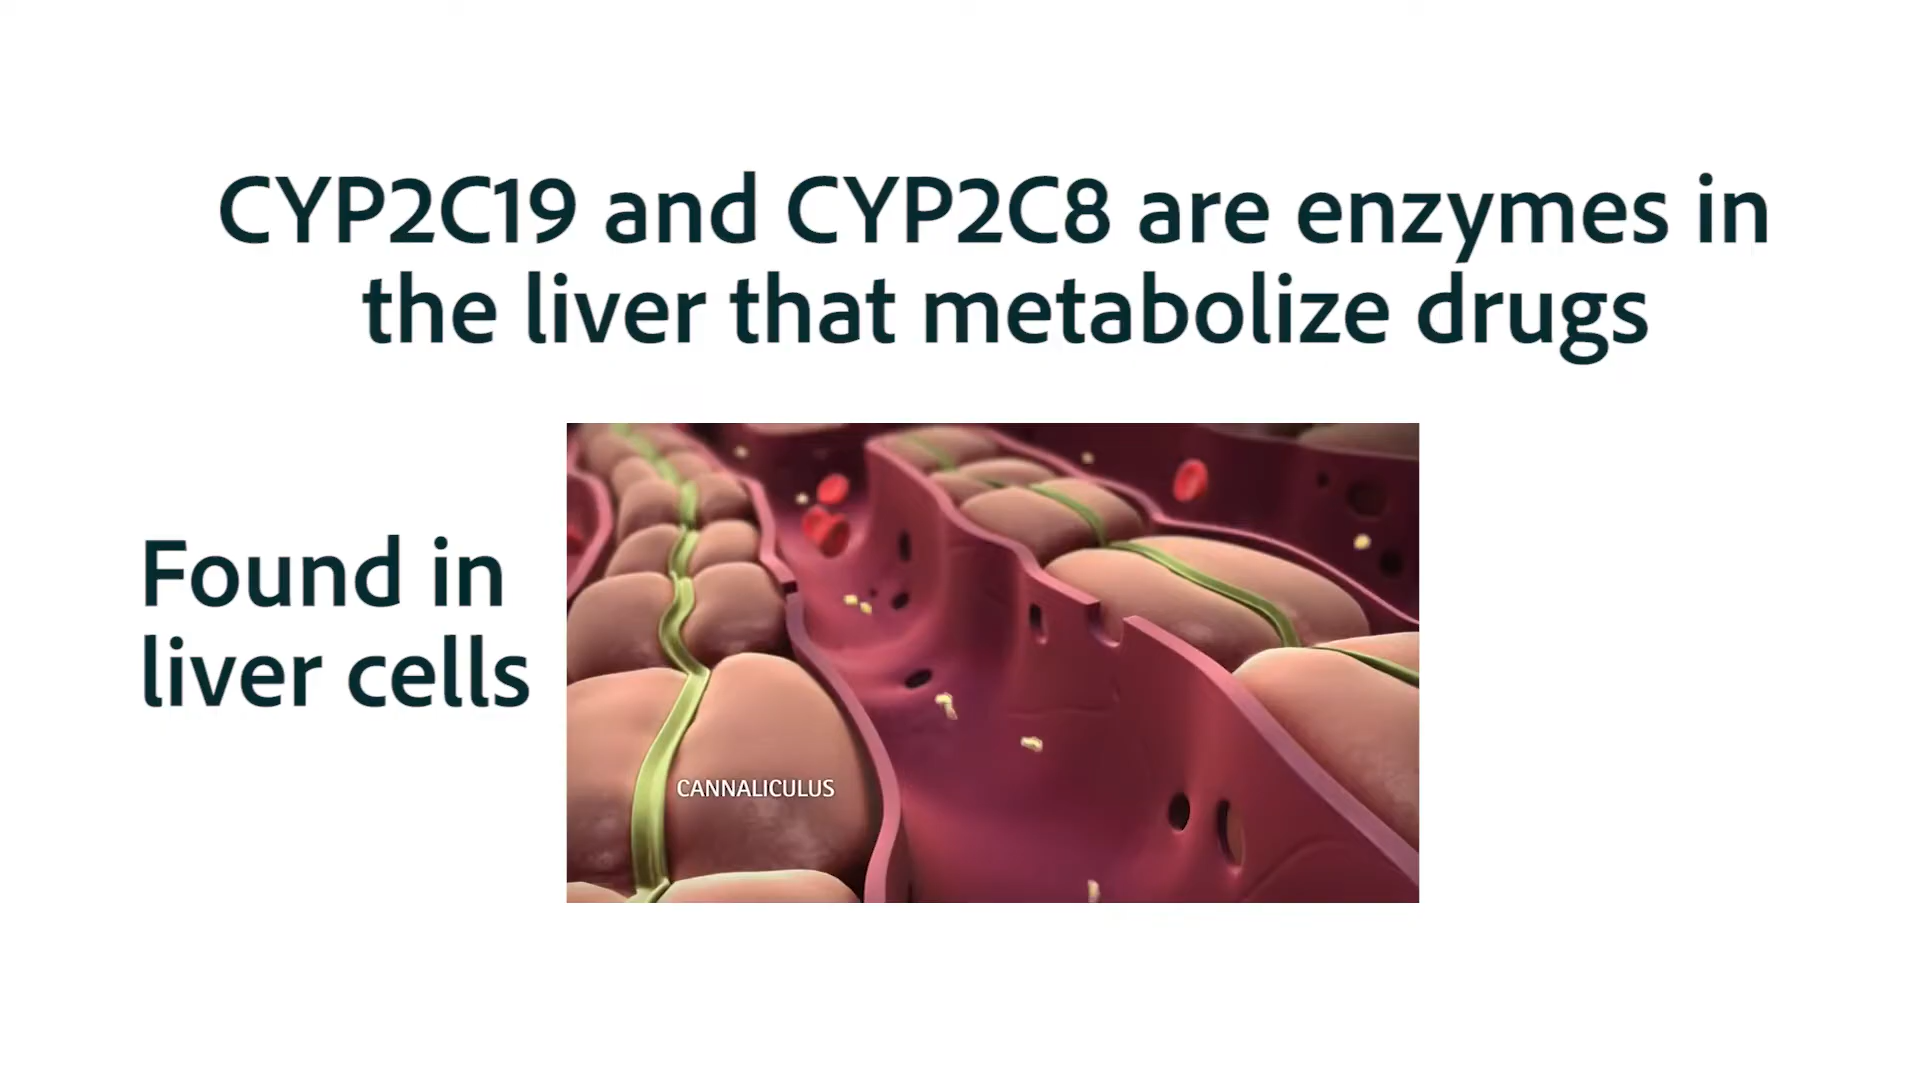 CYP2C19 and CYP2C8 are enzymes in
the liver that metabolize drugs
Found in
liver cells
CANNALICULUS